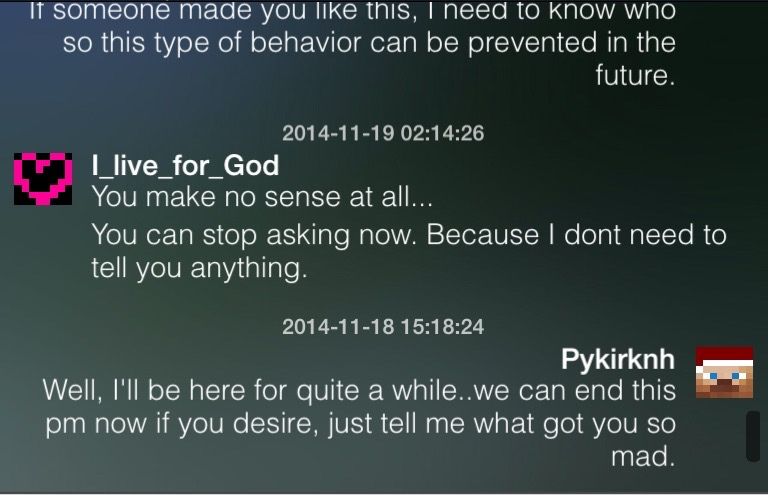 If someone made you like this, I need to know who
so this type of behavior can be prevented in the
future.
2014-11-19 02:14:26
I_live_for_God
You make no sense at all...
You can stop asking now. Because I dont need to
tell you anything.
2014-11-18 15:18:24
Pykirknh
Well, I'll be here for quite a while..we can end this
pm now if you desire, just tell me what got you so
mad.